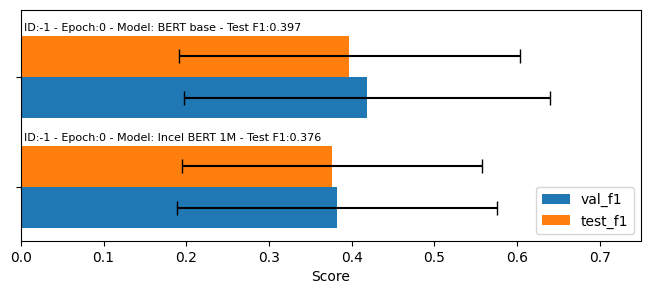 ID:-1 - Epoch:0 - Model: BERT base - Test F1:0.397
ID:-1 - Epoch:0 - Model: Incel BERT 1M - Test F1:0.376
val_f1
test_f1
0.0 0.1 0.2 0.3 0.4 0.5 0.6 0.7
Score